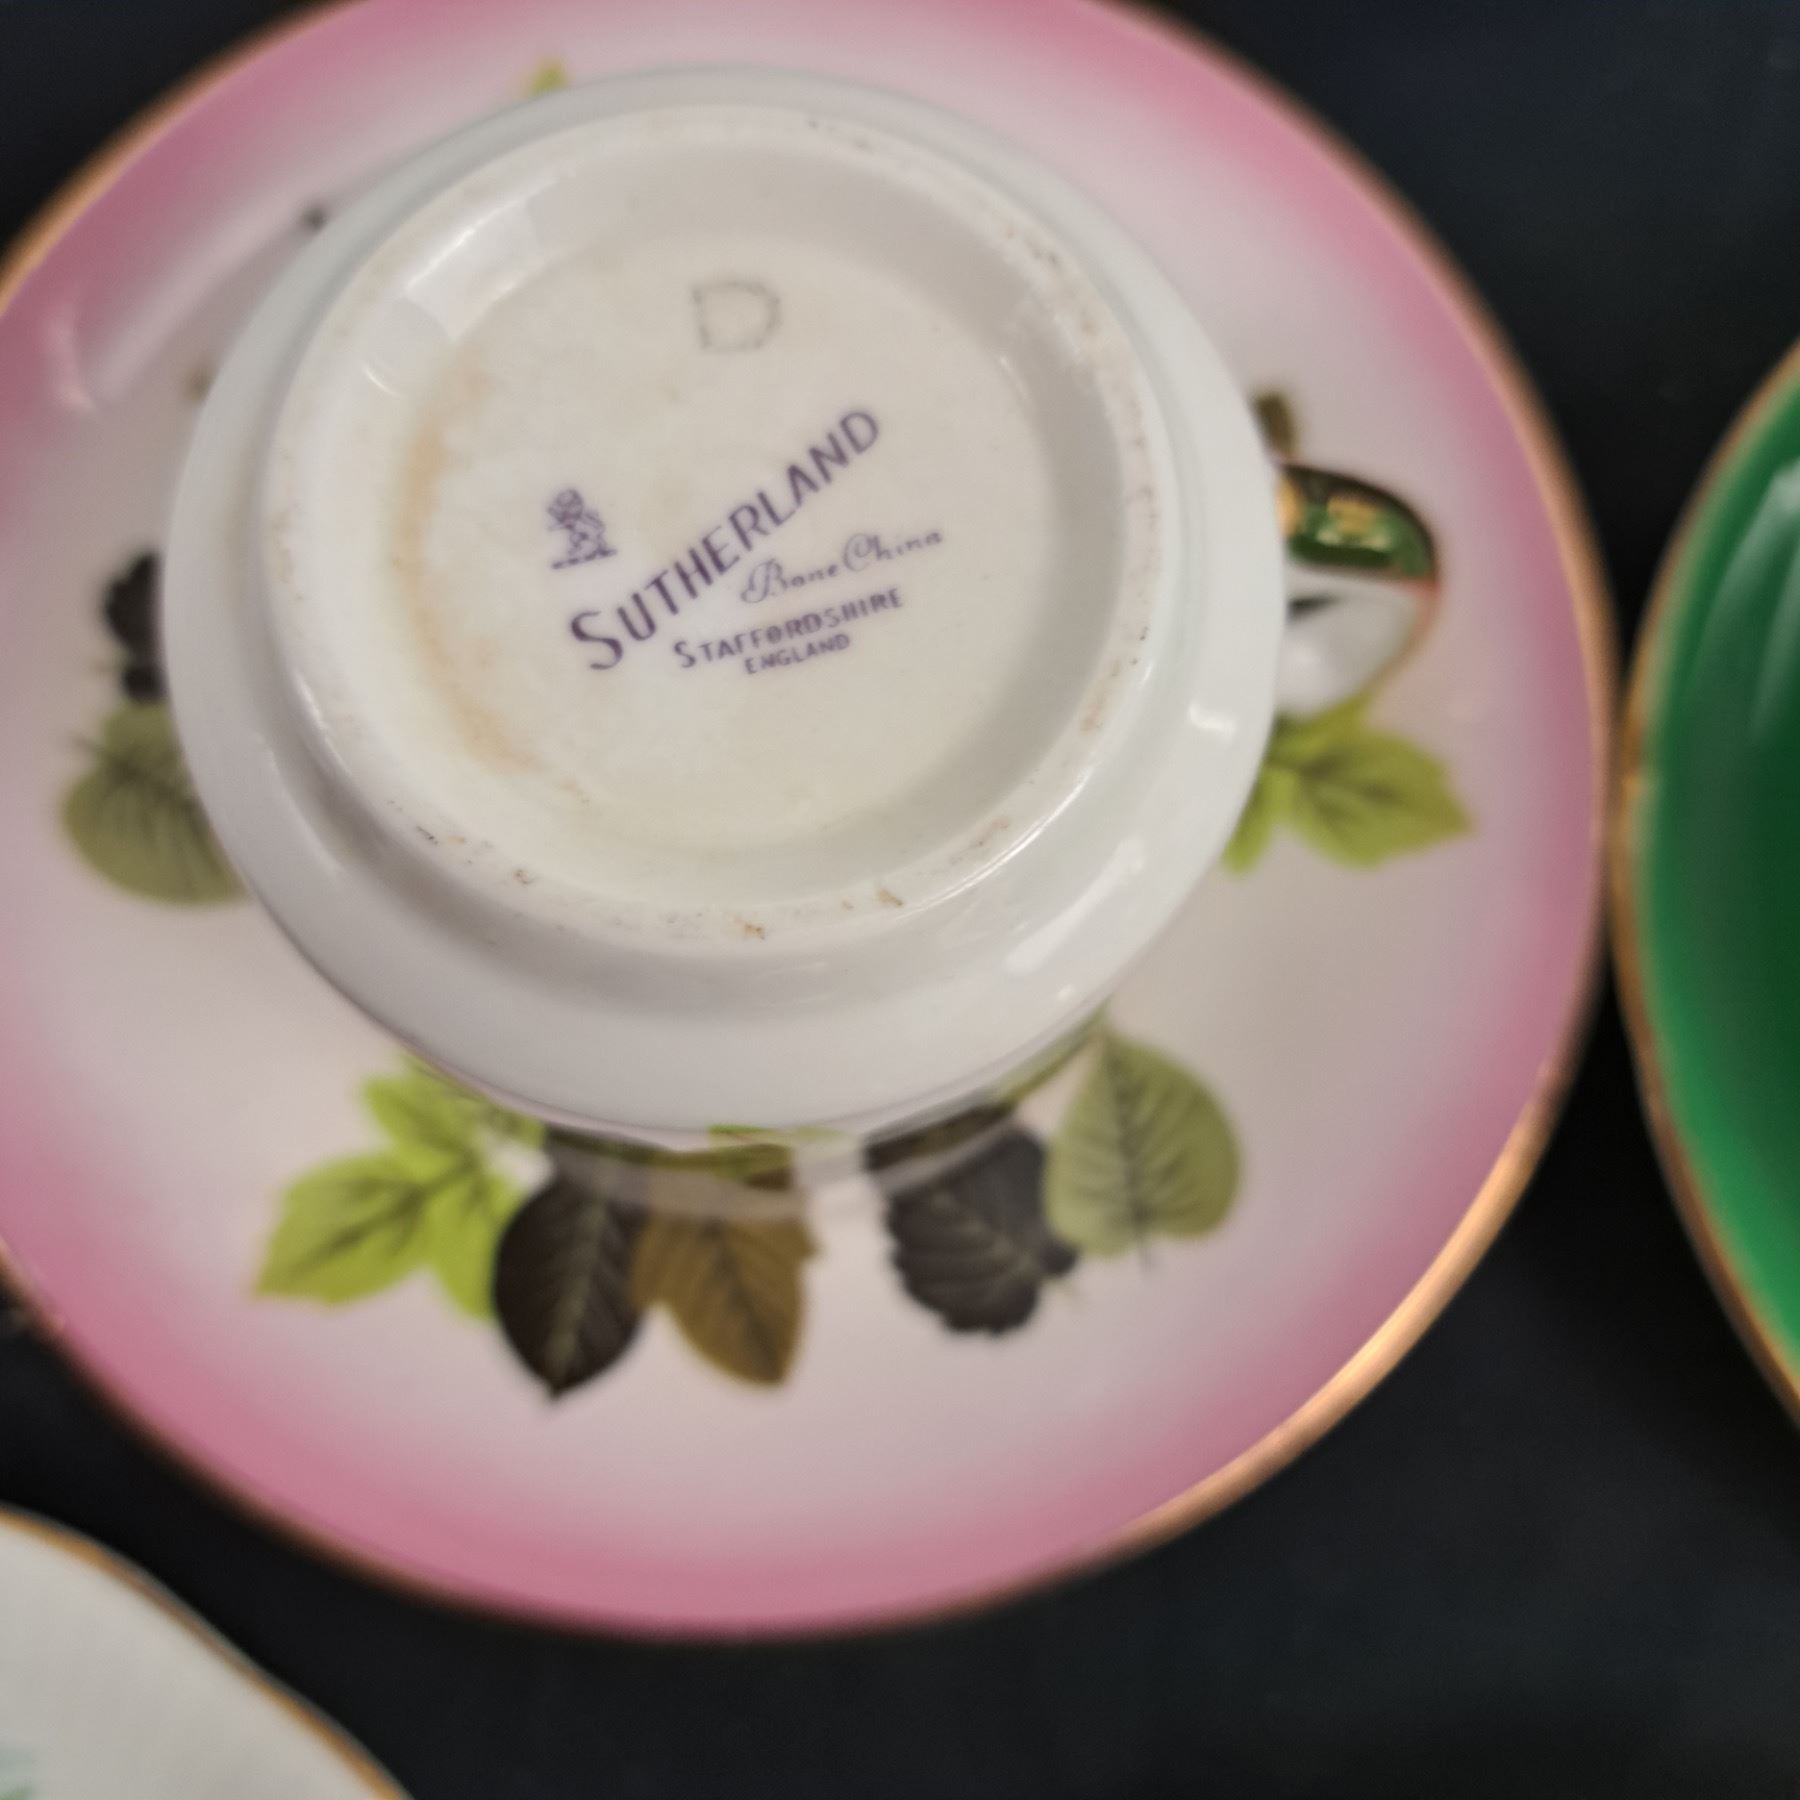 D
SUTHERLAND
Bone China
STAFFORDSHIRE
ENGLAND